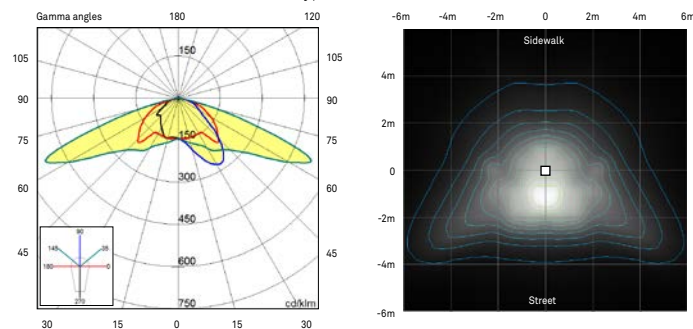 Gamma angles 180 120
105 150 105
90 90
75 150 75
60 300 60
45 450 45
600
750 cd/klm
90
145 35
180 0
270
30 15 0 15 30
-6m -4m -2m 0 2m 4m 6m
Sidewalk
4m
2m
0
-2m
-4m
Street
-6m